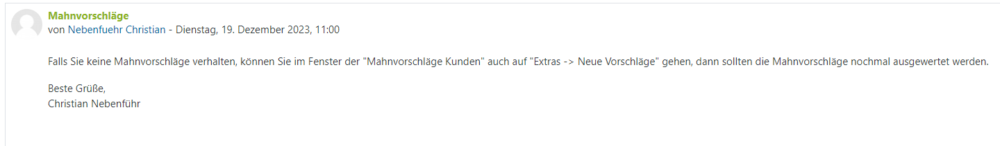 Mahnvorschläge
von Nebenfuehr Christian - Dienstag, 19. Dezember 2023, 11:00
Falls Sie keine Mahnvorschläge verhalten, können Sie im Fenster der "Mahnvorschläge Kunden" auch auf "Extras -> Neue Vorschläge" gehen, dann sollten die Mahnvorschläge nochmal ausgewertet werden.
Beste Grüße,
Christian Nebenführ